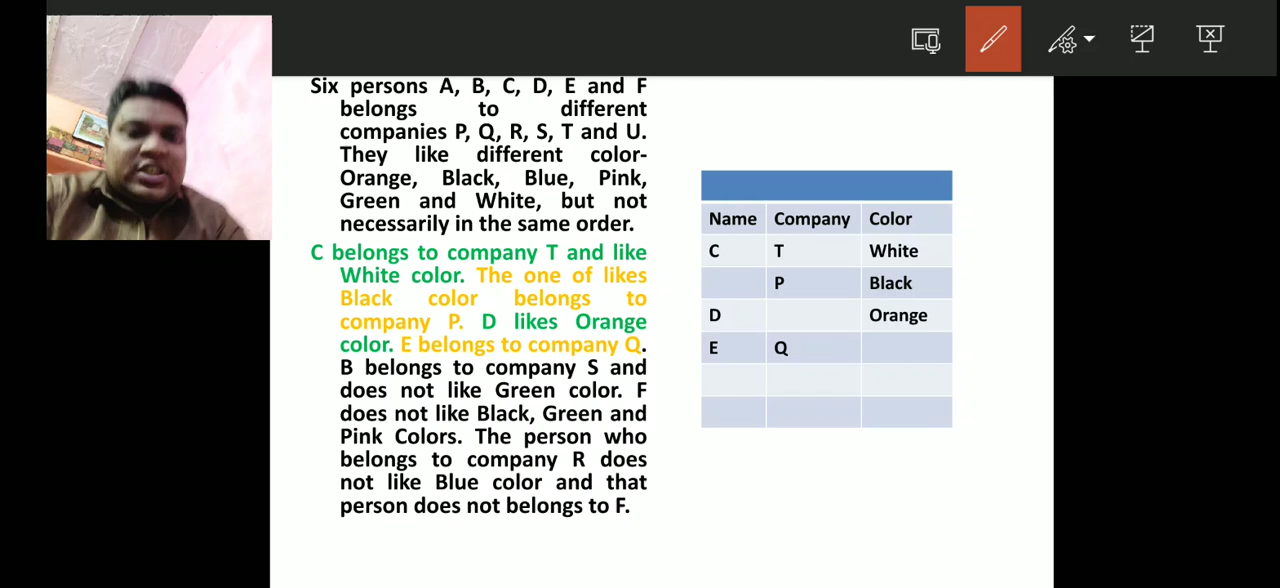 Six persons A, B, C, D, E and F
belongs to different
companies P, Q, R, S, T and U.
They like different color-
Orange, Black, Blue, Pink,
Green and White, but not
necessarily in the same order.
C belongs to company T and like
White color. The one of likes
Black color belongs to
company P. D likes Orange
color. E belongs to company Q.
B belongs to company S and
does not like Green color. F
does not like Black, Green and
Pink Colors. The person who
belongs to company R does
not like Blue color and that
person does not belongs to F.
Name Company Color
C T White
P Black
D Orange
E Q